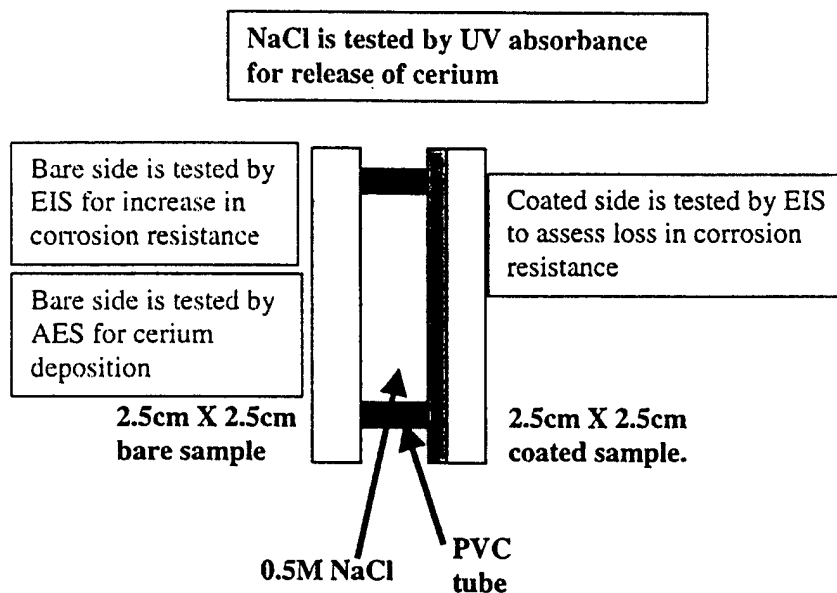 NaCl is tested by UV absorbance
for release of cerium
Bare side is tested by
EIS for increase in
corrosion resistance
Coated side is tested by EIS
to assess loss in corrosion
resistance
Bare side is tested by
AES for cerium
deposition
2.5cm X 2.5cm
bare sample
2.5cm X 2.5cm
coated sample.
0.5M NaCl
PVC
tube